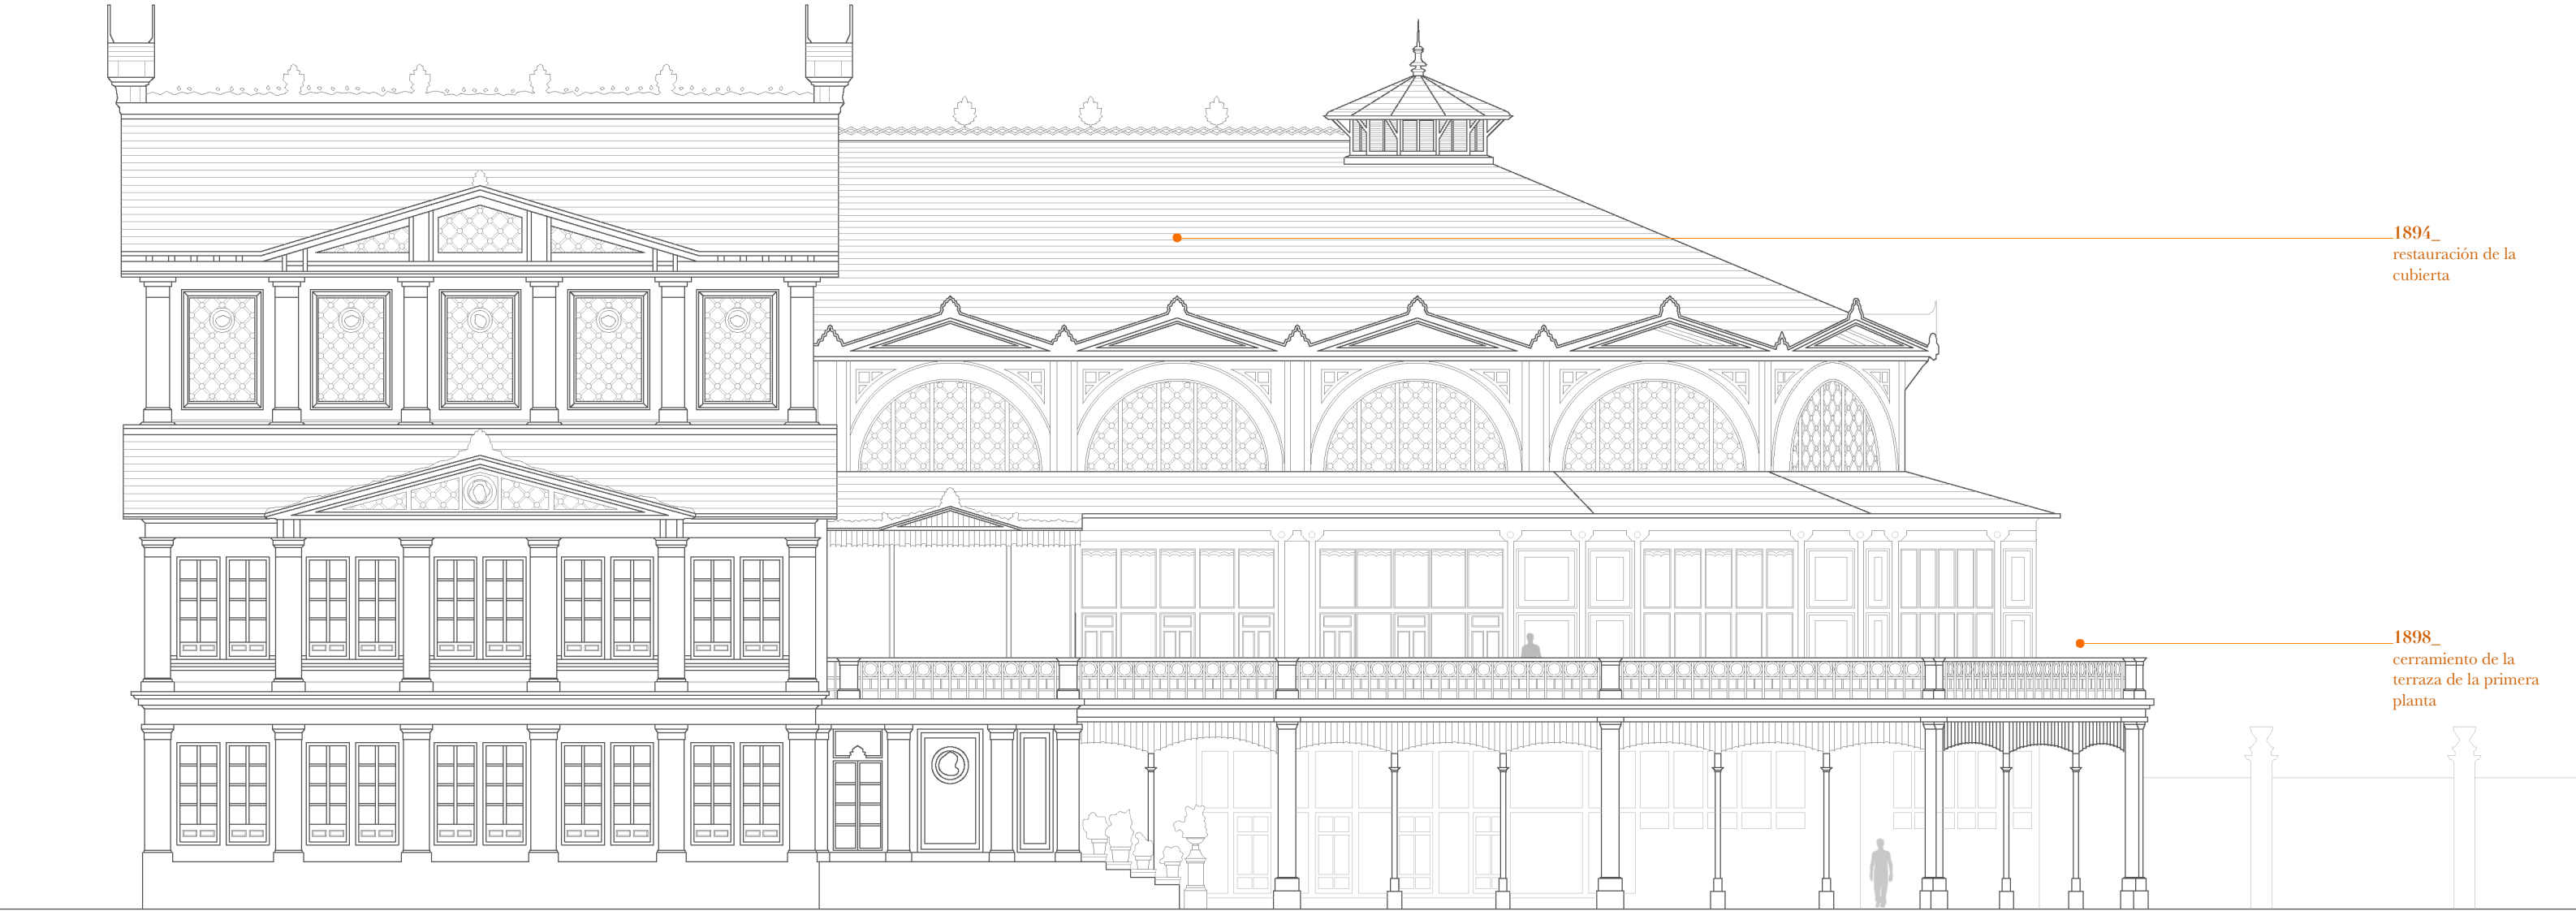 1894_
restauración de la
cubierta
1898_
cerramiento de la
terraza de la primera
planta